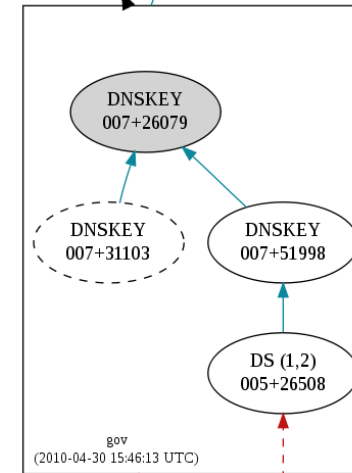 DNSKEY
007+26079
DNSKEY
007+31103
DNSKEY
007+51998
DS (1,2)
005+26508
gov
(2010-04-30 15:46:13 UTC)